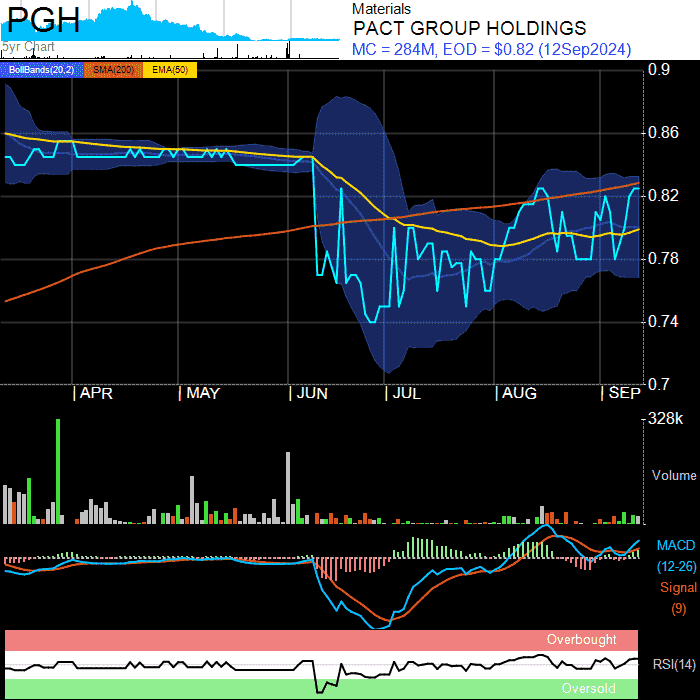 PGH
5yr Chart
Materials
PACT GROUP HOLDINGS
MC = 284M, EOD = $0.82 (12Sep2024)
BollBands(20,2) SMA(200) EMA(50)
0.9
0.86
0.82
0.78
0.74
0.7
APR MAY JUN JUL AUG SEP
328k
Volume
MACD
(12-26)
Signal
(9)
Overbought
RSI(14)
Oversold